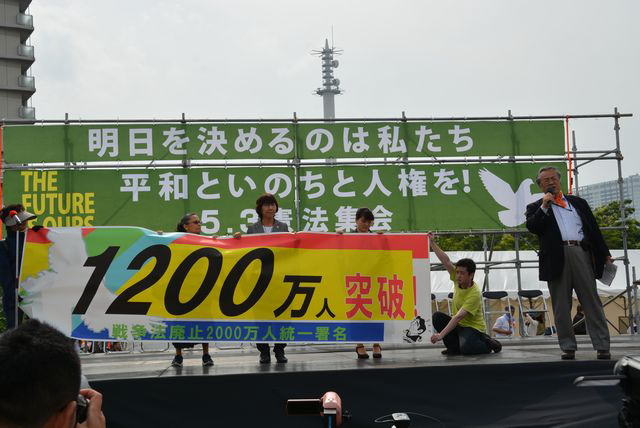 明日を決めるのは私たち
THE
FUTURE
IS OURS
平和といのちと人権を!
5.3憲法集会
1200万人 突破!
戦争法廃止2000万人統一署名